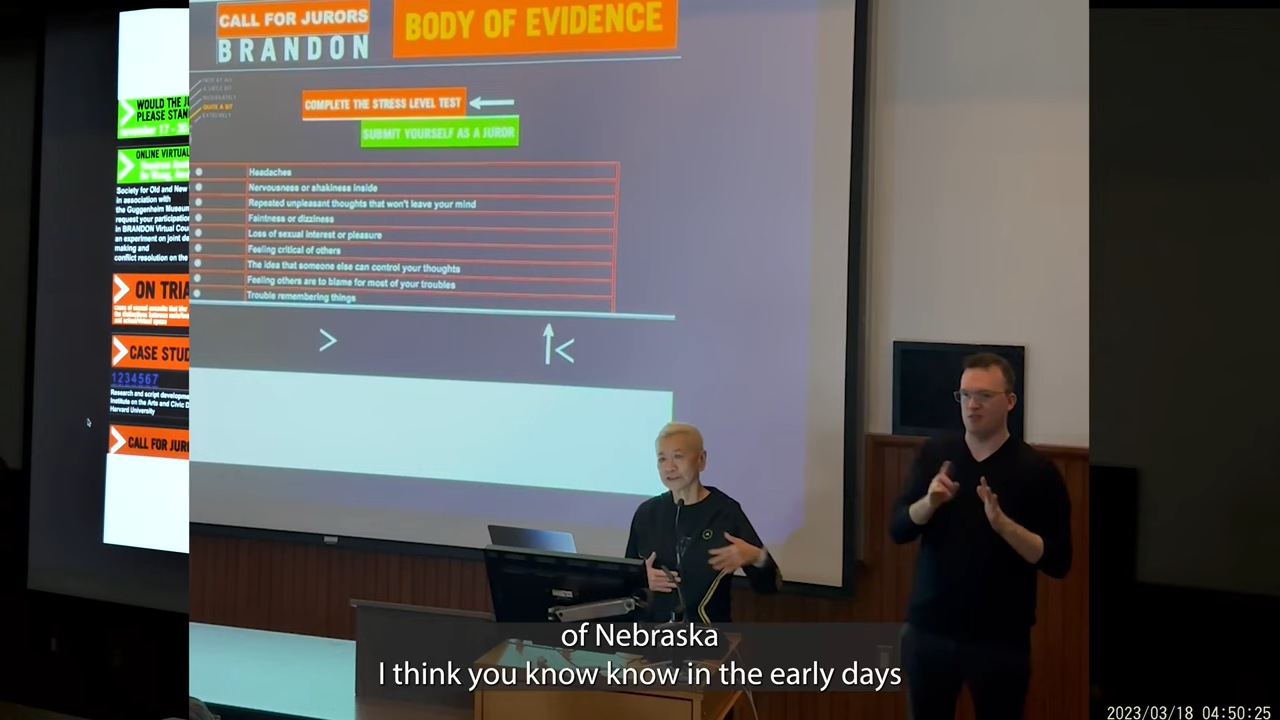 CALL FOR JURORS
BRANDON
BODY OF EVIDENCE
QUITE A BIT
EXTREMELY
COMPLETE THE STRESS LEVEL TEST
SUBMIT YOURSELF AS A JUROR
Headaches
Nervousness or shakiness inside
Repeated unpleasant thoughts that won't leave your mind
Faintness or dizziness
Loss of sexual interest or pleasure
Feeling critical of others
The idea that someone else can control your thoughts
Feeling others are to blame for most of your troubles
Trouble remembering things
WOULD THE J
PLEASE STAN
ONLINE VIRTUAL
Society for Old and New
in association with
the Guggenheim Museum
request your participation
in BRANDON Virtual Cou
an experiment on joint de
making and
conflict resolution on the
ON TRIA
CASE STUD
1234567
Research and script developme
Institute on the Arts and Civic D
Harvard University
CALL FOR JURO
of Nebraska
I think you know know in the early days
2023/03/18 04:50:25